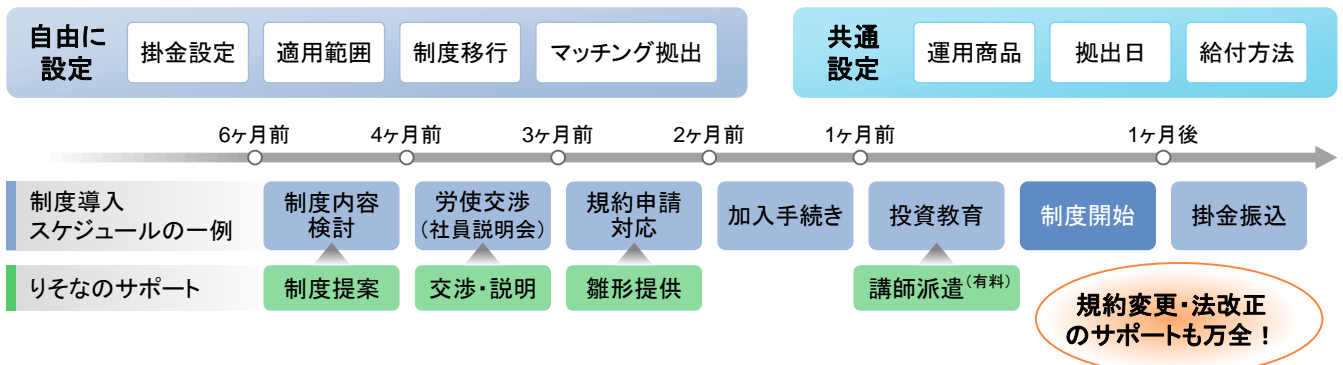 自由に
設定
掛金設定
適用範囲
制度移行
マッチング拠出
共通
設定
運用商品
拠出日
給付方法
6ヶ月前
4ヶ月前
3ヶ月前
2ヶ月前
1ヶ月前
1ヶ月後
制度導入
スケジュールの一例
制度内容
検討
労使交渉
(社員説明会)
規約申請
対応
加入手続き
投資教育
制度開始
掛金振込
りそなのサポート
制度提案
交渉・説明
雛形提供
講師派遣(有料)
規約変更・法改正
のサポートも万全！